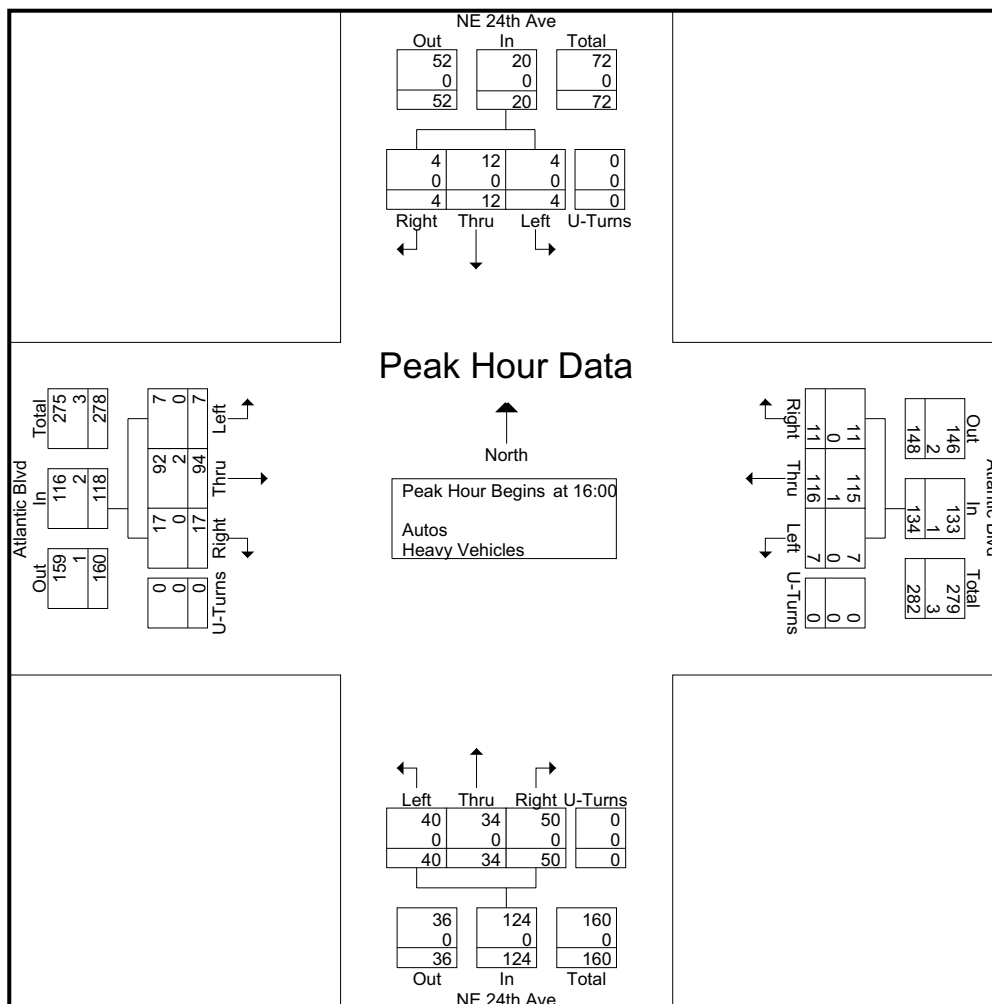 NE 24th Ave
Out In Total
52 20 72
0 0 0
52 20 72
4 12 4 0
0 0 0 0
4 12 4 0
Right Thru Left U-Turns
Peak Hour Data
North
Peak Hour Begins at 16:00
Autos
Heavy Vehicles
Atlantic Blvd
Out In Total
159 116 275
1 2 3
160 118 278
17 92 7
0 2 0
17 94 7
0
0
0
U-Turns Right Thru Left
Atlantic Blvd
Out In Total
146 133 279
2 1 3
148 134 282
11 115 7 0
0 1 0 0
11 116 7 0
Right Thru Left U-Turns
Left Thru Right U-Turns
40 34 50 0
0 0 0 0
40 34 50 0
36 124 160
0 0 0
36 124 160
Out In Total
NE 24th Ave